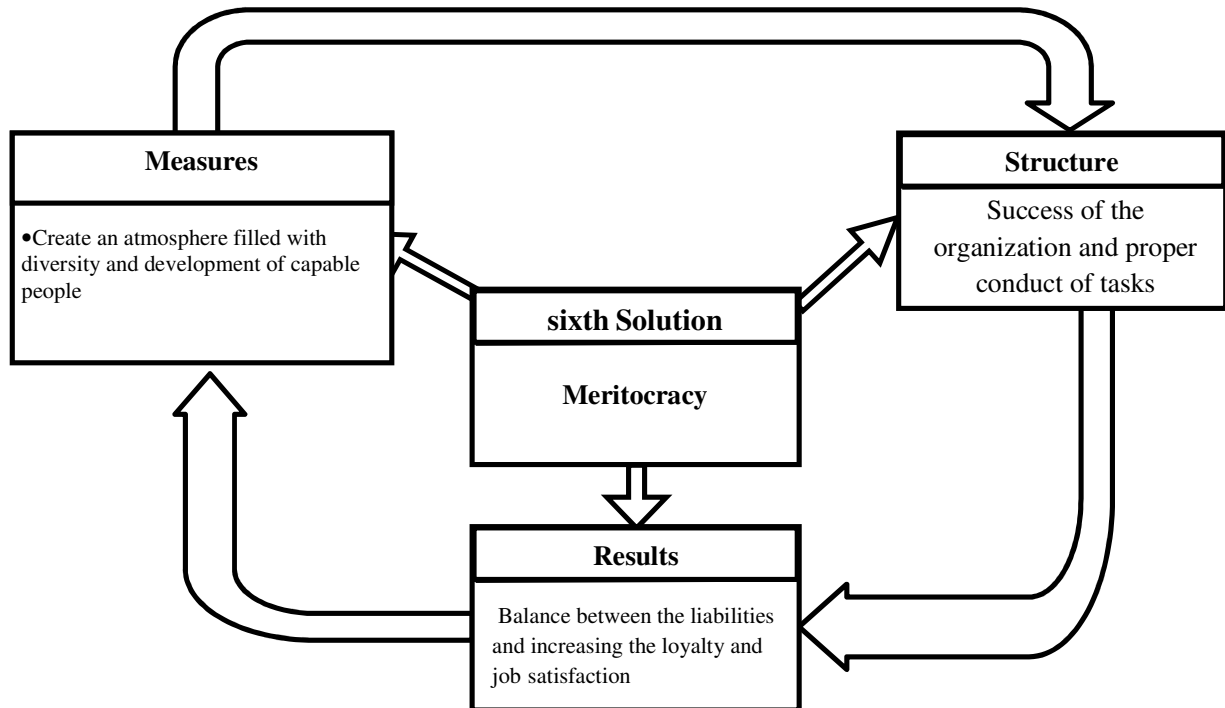 Measures
•Create an atmosphere filled with
diversity and development of capable
people
Structure
Success of the
organization and proper
conduct of tasks
sixth Solution
Meritocracy
Results
Balance between the liabilities
and increasing the loyalty and
job satisfaction